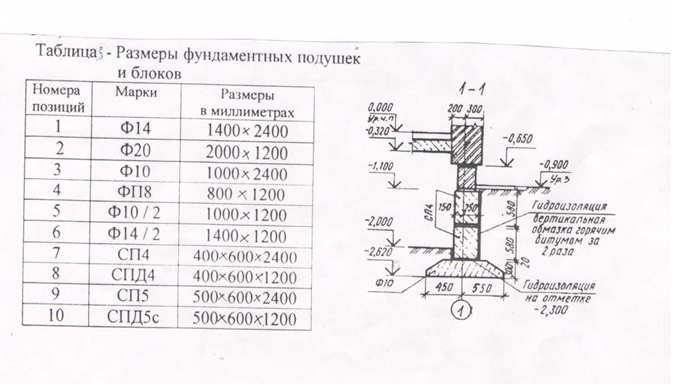 Таблица 5 - Размеры фундаментных подушек
и блоков
Номера позиций Марки Размеры в миллиметрах
1 Ф14 1400×2400
2 Ф20 2000×1200
3 Ф10 1000×2400
4 ФП8 800×1200
5 Ф10 / 2 1000×1200
6 Ф14 / 2 1400×1200
7 СП4 400×600×2400
8 СПД4 400×600×1200
9 СП5 500×600×2400
10 СПД5с 500×600×1200
1-1
200 300
0,000
Ур.ч.п
-0,320
-0,650
-1,100
-0,900
Ур.з
150 250
СП4
580
Гидроизоляция
вертикальная
обмазка горячим
битумом за
2 раза
-2,000
580
-2,620
20
300
Ф10
450 550
Гидроизоляция
на отметке
-2,300
1